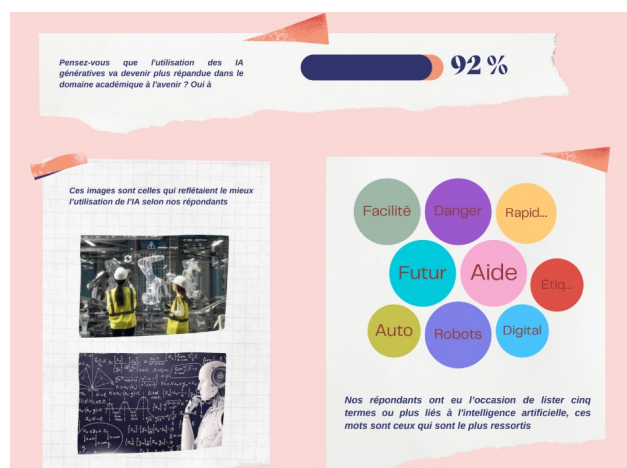 Pensez-vous que l'utilisation des IA
génératives va devenir plus répandue dans le
domaine académique à l'avenir ? Oui à
92 %
Ces images sont celles qui reflétaient le mieux
l'utilisation de l'IA selon nos répondants
Facilité
Danger
Rapid...
Futur
Aide
Étiq...
Auto
Robots
Digital
Nos répondants ont eu l'occasion de lister cinq
termes ou plus liés à l'intelligence artificielle, ces
mots sont ceux qui sont le plus ressortis